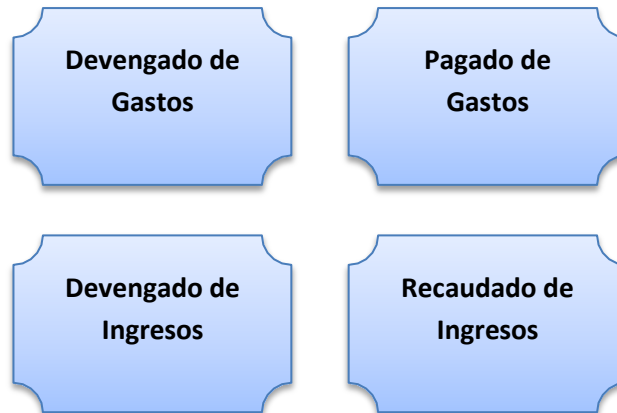 Devengado de
Gastos
Pagado de
Gastos
Devengado de
Ingresos
Recaudado de
Ingresos